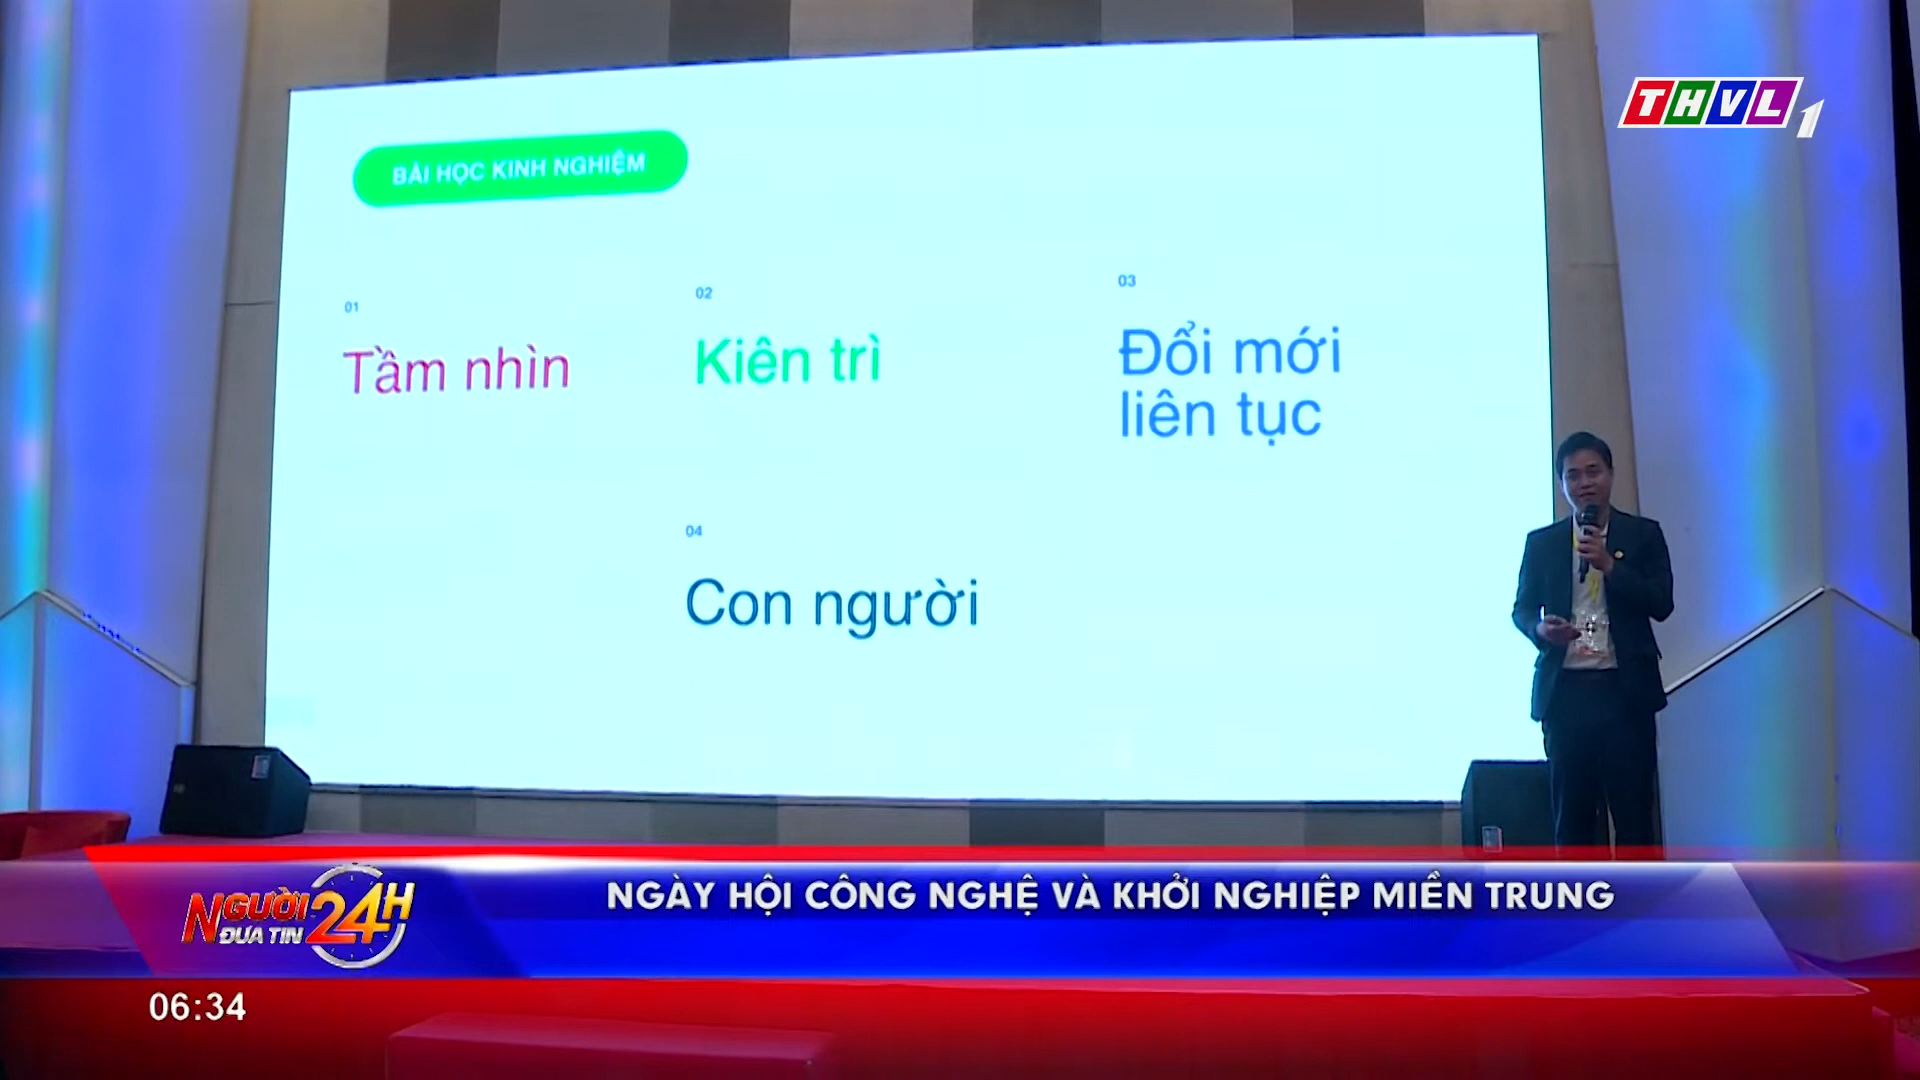 THVL1
BÀI HỌC KINH NGHIỆM
01
Tầm nhìn
02
Kiên trì
03
Đổi mới
liên tục
04
Con người
NGƯỜI
ĐƯA TIN
24H
NGÀY HỘI CÔNG NGHỆ VÀ KHỞI NGHIỆP MIỀN TRUNG
06:34